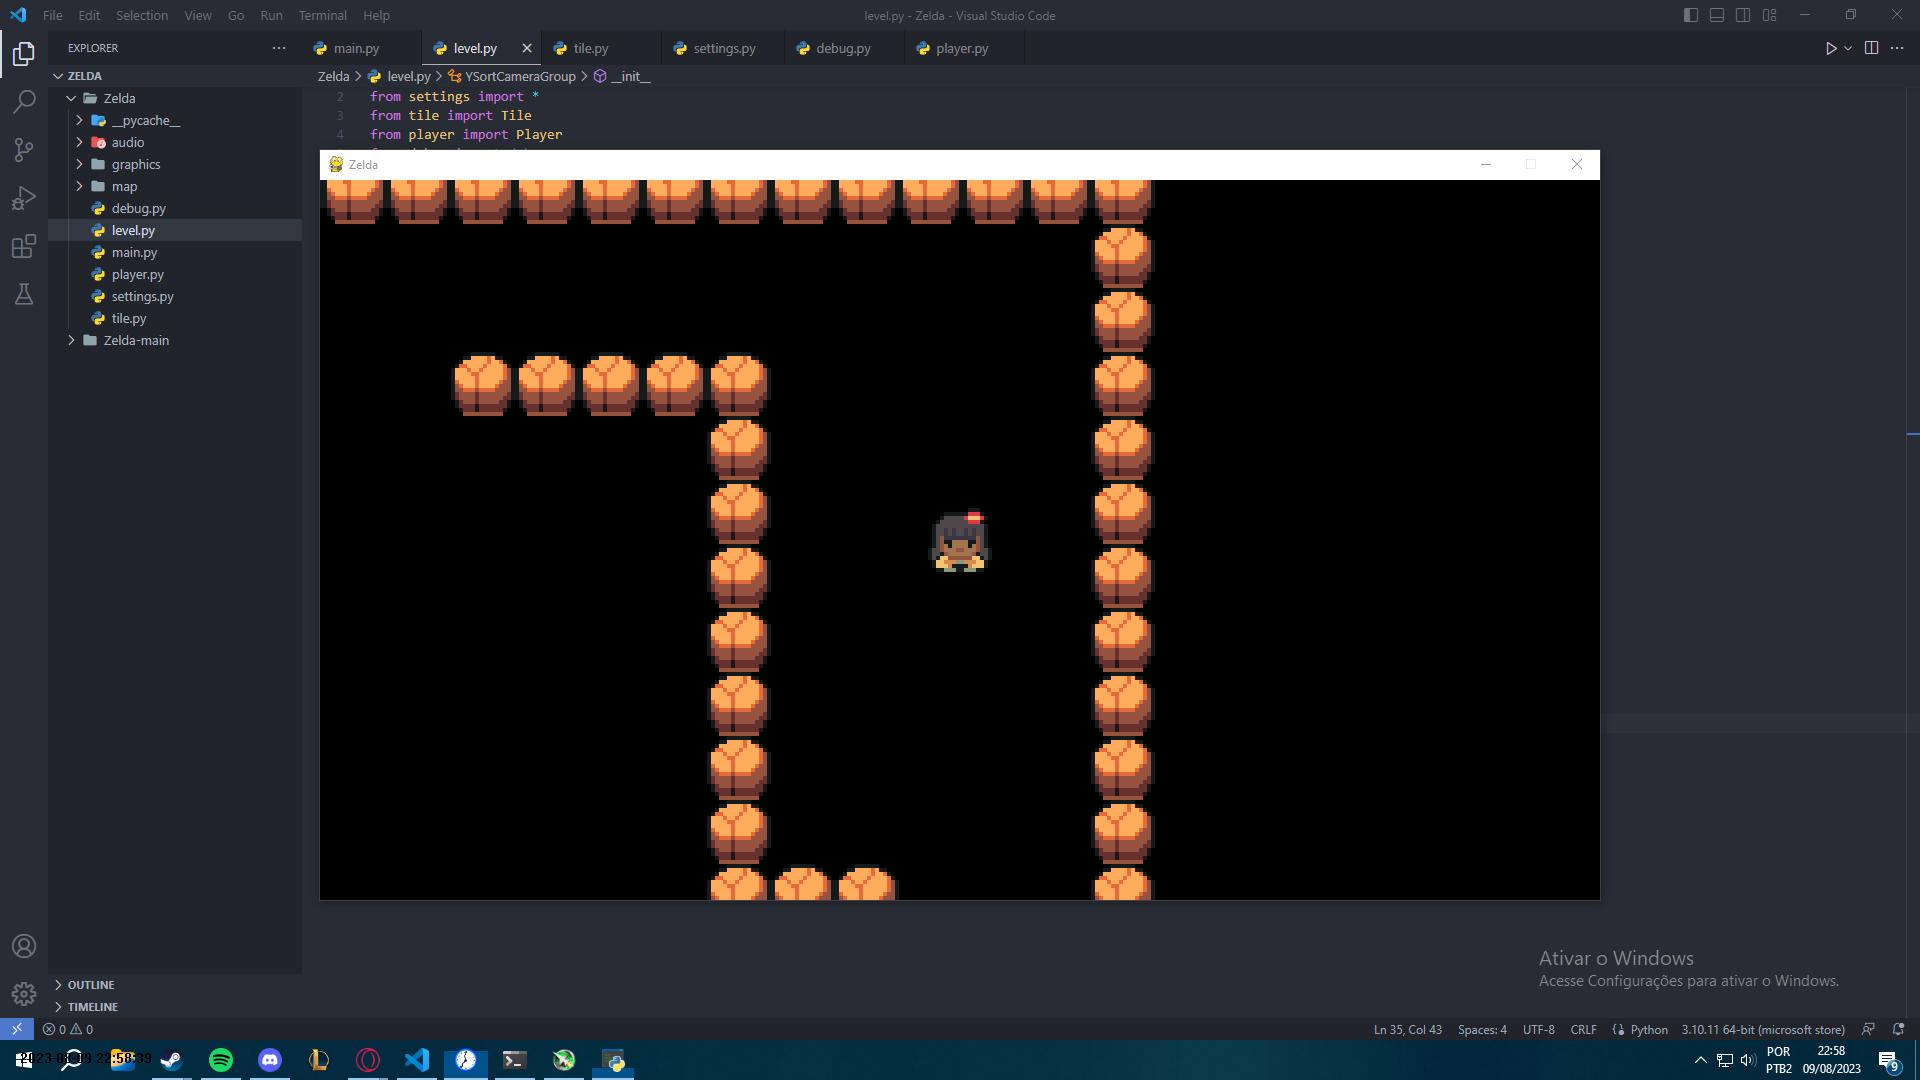 File Edit Selection View Go Run Terminal Help
level.py - Zelda - Visual Studio Code
EXPLORER
main.py level.py tile.py settings.py debug.py player.py
ZELDA
Zelda > level.py > YSortCameraGroup > __init__
Zelda
__pycache__
audio
graphics
map
debug.py
level.py
main.py
player.py
settings.py
tile.py
Zelda-main
2 from settings import *
3 from tile import Tile
4 from player import Player
Zelda
Ativar o Windows
Acesse Configurações para ativar o Windows.
OUTLINE
TIMELINE
0 0
Ln 35, Col 43 Spaces: 4 UTF-8 CRLF Python 3.10.11 64-bit (microsoft store)
2023-08-09 22:58:39
POR
PTB2
22:58
09/08/2023
9